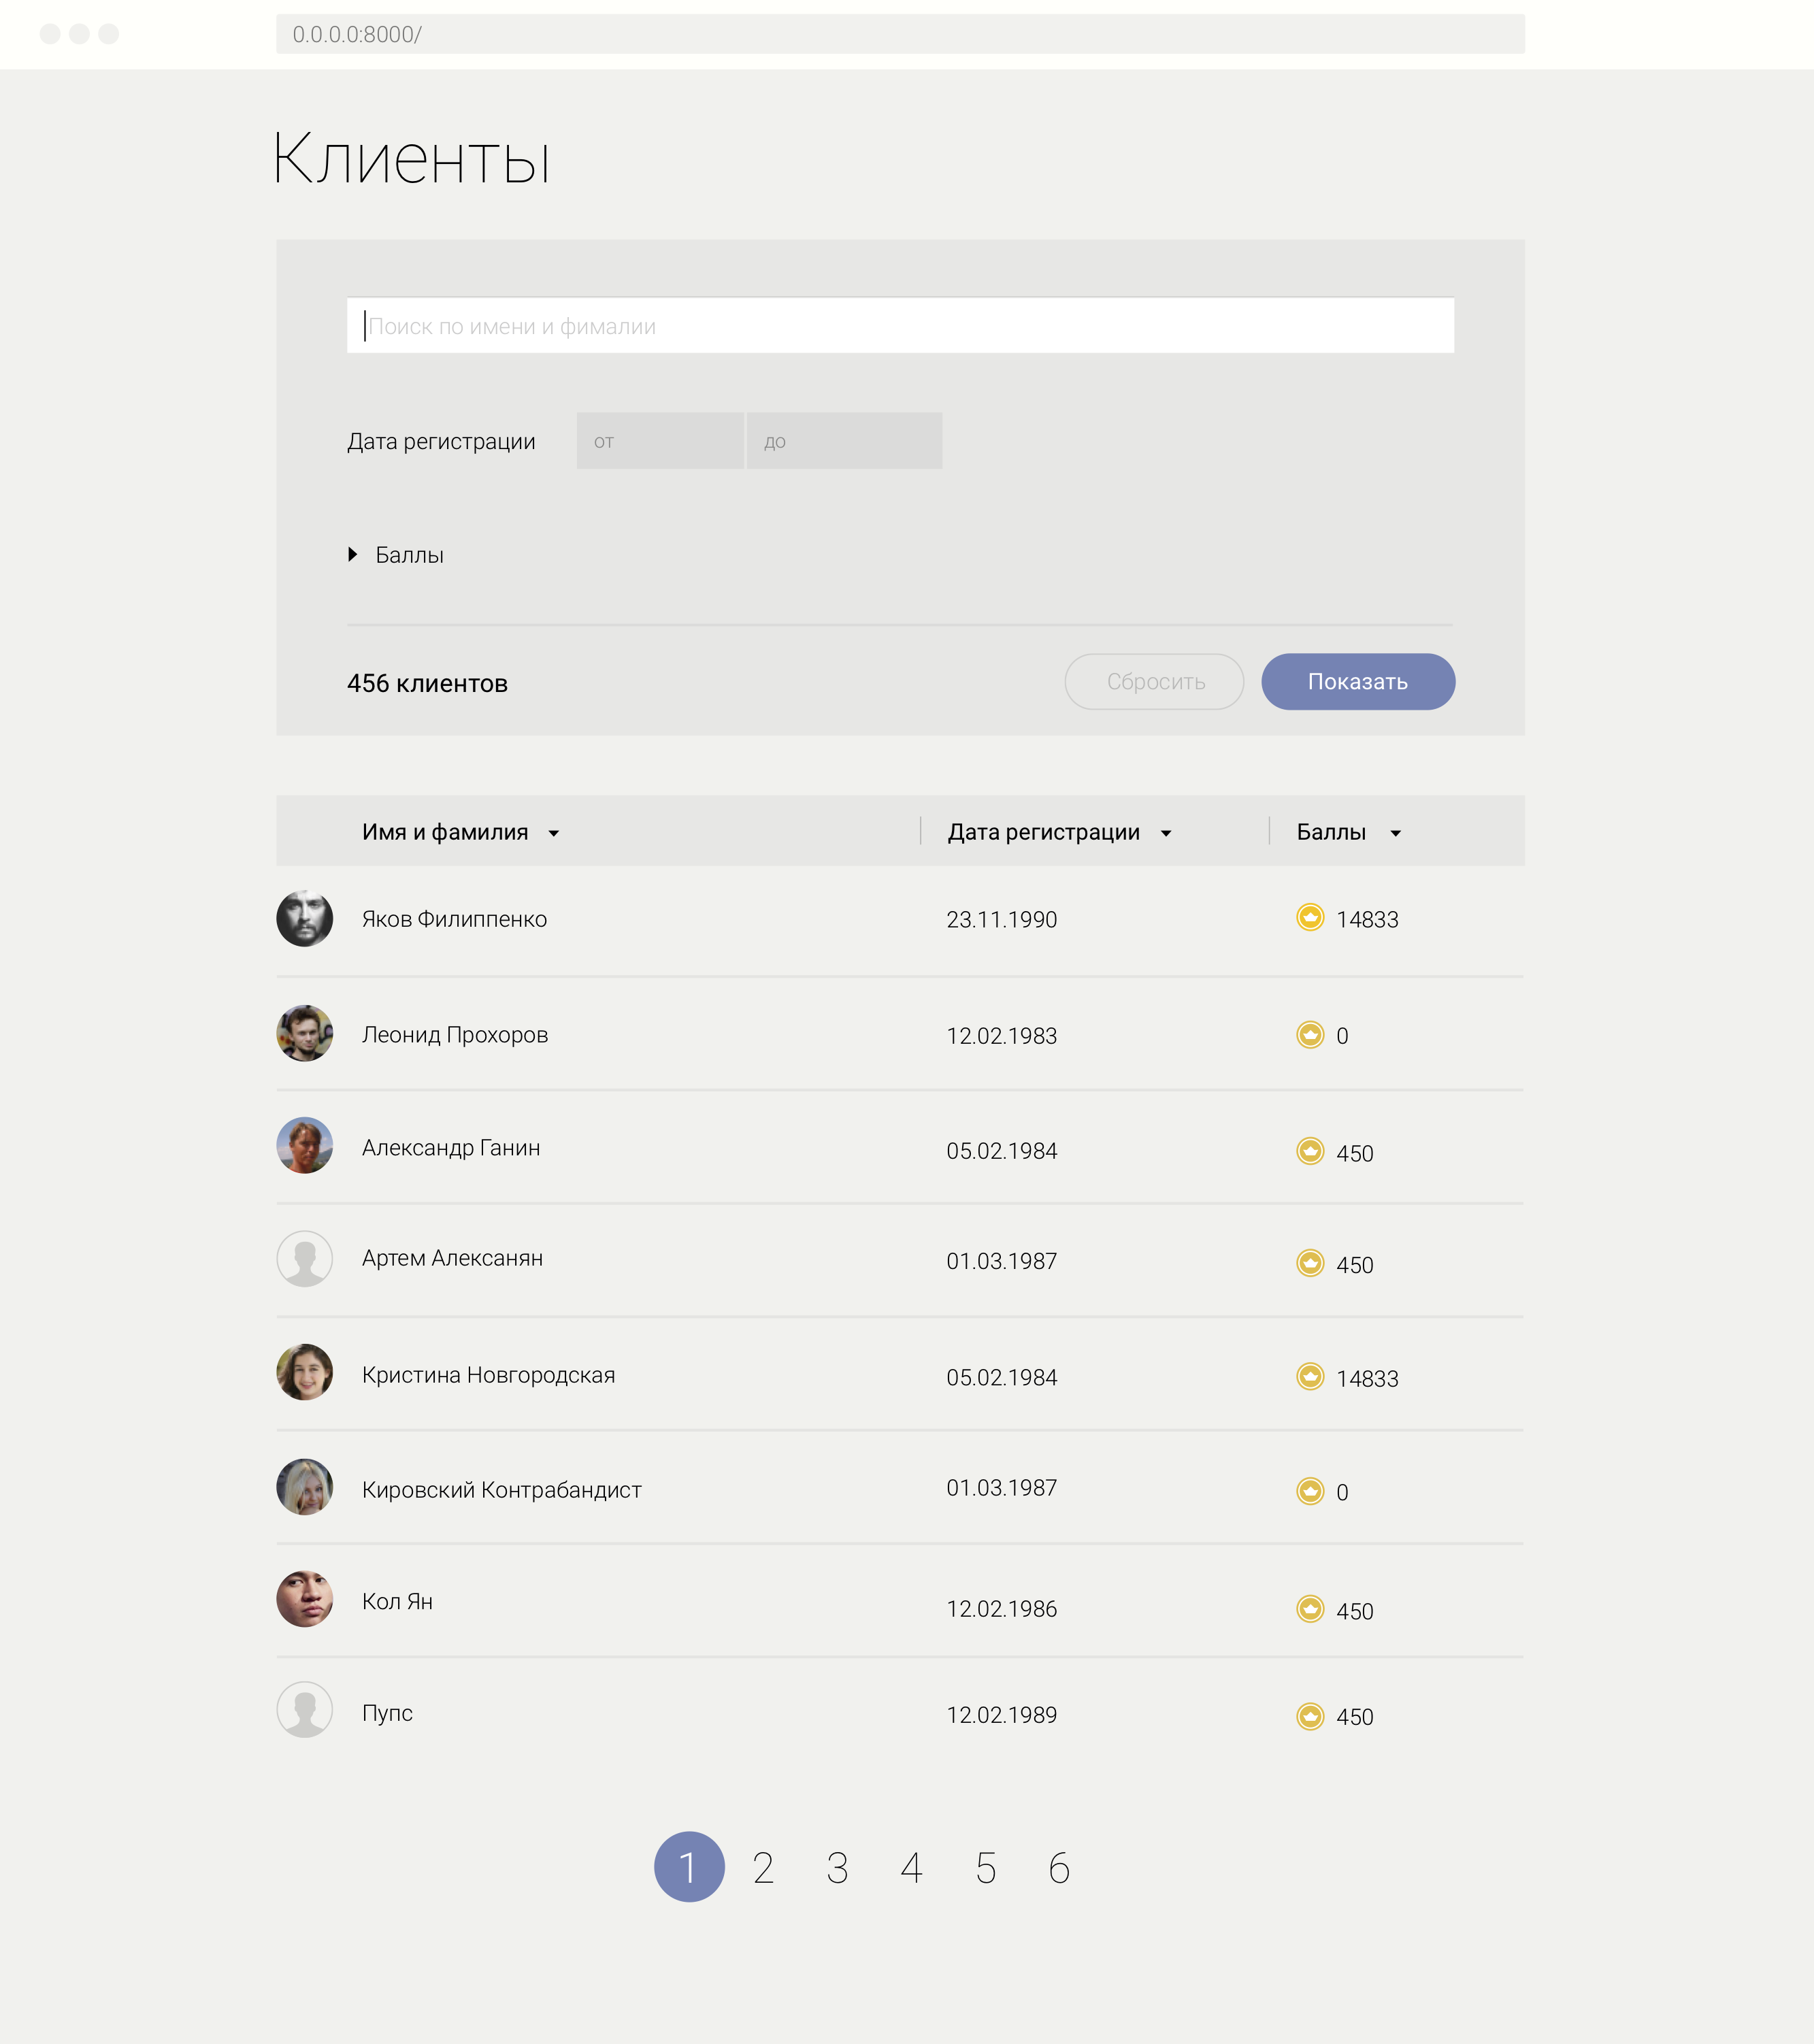 0.0.0.0:8000/
Клиенты
Поиск по имени и фималии
Дата регистрации от до
Баллы
456 клиентов Сбросить Показать
Имя и фамилия Дата регистрации Баллы
Яков Филиппенко 23.11.1990 14833
Леонид Прохоров 12.02.1983 0
Александр Ганин 05.02.1984 450
Артем Алексанян 01.03.1987 450
Кристина Новгородская 05.02.1984 14833
Кировский Контрабандист 01.03.1987 0
Кол Ян 12.02.1986 450
Пупс 12.02.1989 450
1 2 3 4 5 6